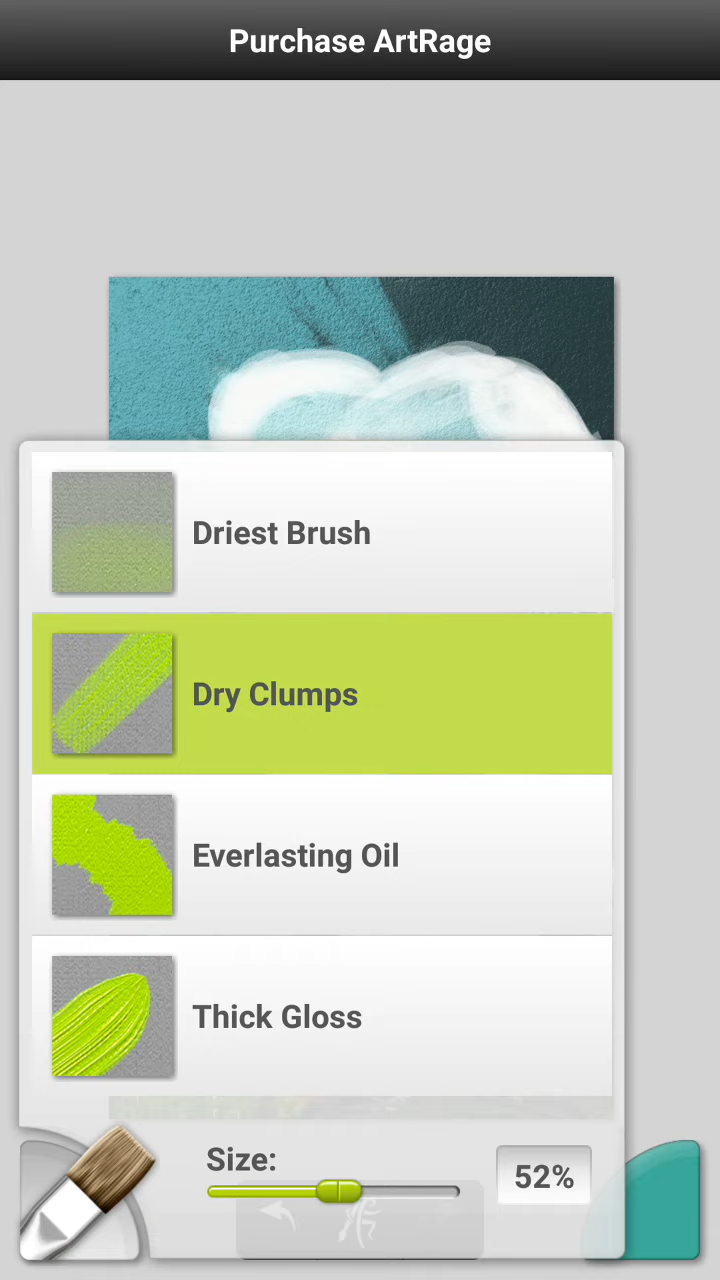 Purchase ArtRage
Driest Brush
Dry Clumps
Everlasting Oil
Thick Gloss
Size:
52%